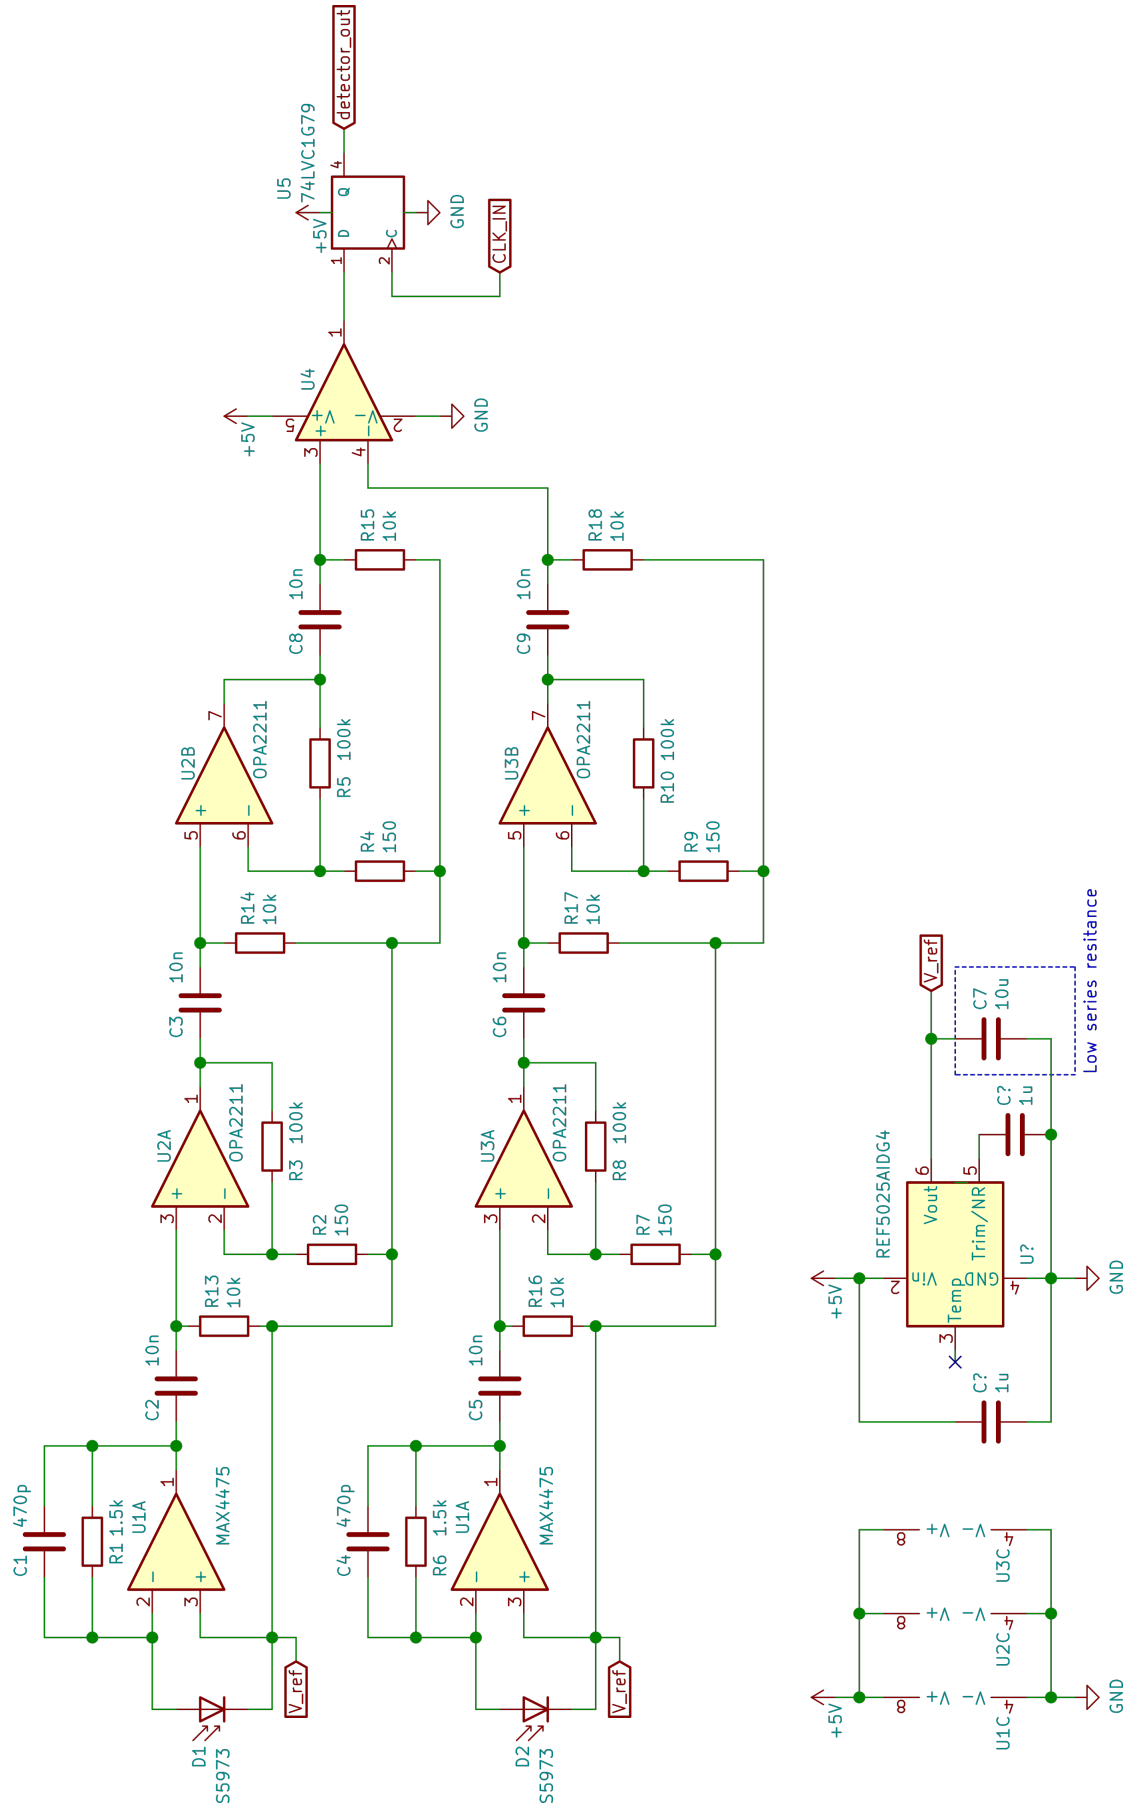 C1
470p
R1
1.5k
U1A
MAX4475
2
3
1
−
+
D1
S5973
V_ref
C2
10n
R13
10k
U2A
OPA2211
3
2
1
+
−
R3
100k
R2
150
C3
10n
R14
10k
U2B
OPA2211
5
6
7
+
−
R5
100k
R4
150
C8
10n
R15
10k
U4
3
4
5
2
1
+
−
V+
V−
+5V
GND
U5
74LVC1G79
+5V
D
C
Q
1
2
4
GND
CLK_IN
detector_out
C4
470p
R6
1.5k
U1A
MAX4475
2
3
1
−
+
D2
S5973
V_ref
C5
10n
R16
10k
U3A
OPA2211
3
2
1
+
−
R8
100k
R7
150
C6
10n
R17
10k
U3B
OPA2211
5
6
7
+
−
R10
100k
R9
150
C9
10n
R18
10k
+5V
8
V+
V−
4
U1C
8
V+
V−
4
U2C
8
V+
V−
4
U3C
GND
C?
1u
+5V
REF5025AIDG4
2
Vin
3
Temp
Vout
6
Trim/NR
5
GND
4
U?
C?
1u
C7
10u
V_ref
GND
Low series resitance